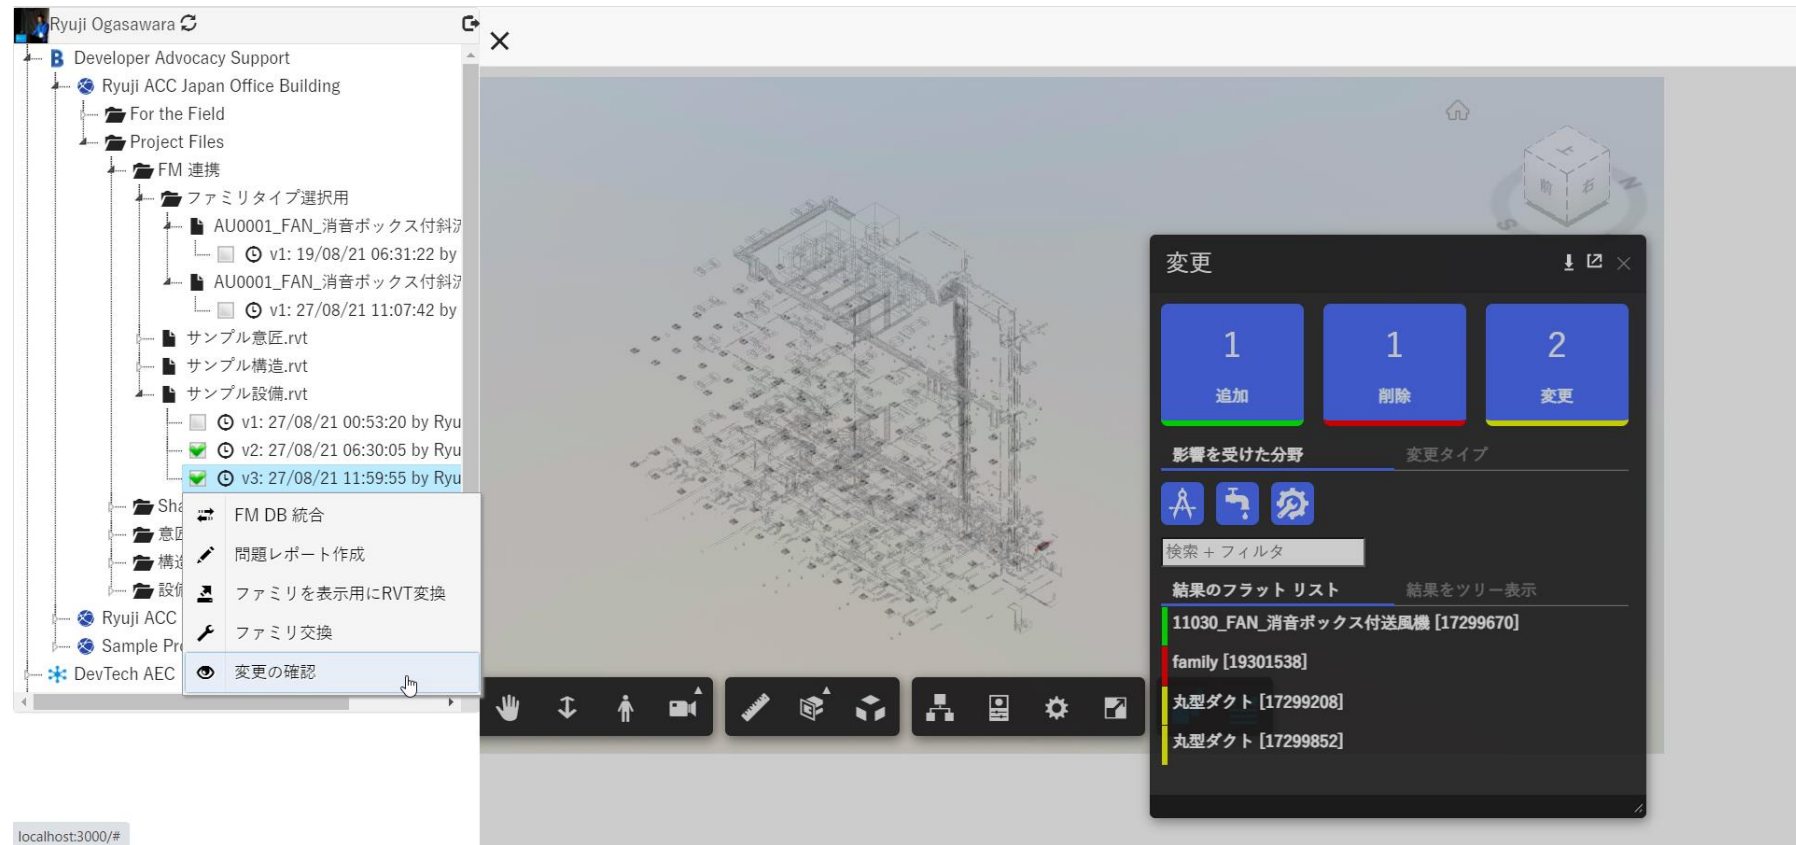 Ryuji Ogasawara
Developer Advocacy Support
Ryuji ACC Japan Office Building
For the Field
Project Files
FM 連携
ファミリタイプ選択用
AU0001_FAN_消音ボックス付斜
v1: 19/08/21 06:31:22 by
AU0001_FAN_消音ボックス付斜
v1: 27/08/21 11:07:42 by
サンプル意匠.rvt
サンプル構造.rvt
サンプル設備.rvt
v1: 27/08/21 00:53:20 by Ryu
v2: 27/08/21 06:30:05 by Ryu
v3: 27/08/21 11:59:55 by Ryu
Sha
意匠
構造
設備
Ryuji ACC
Sample Pr
DevTech AEC
FM DB 統合
問題レポート作成
ファミリを表示用にRVT変換
ファミリ交換
変更の確認
localhost:3000/#
上
前 右
N
S
変更
1 1 2
追加 削除 変更
影響を受けた分野 変更タイプ
検索 + フィルタ
結果のフラット リスト 結果をツリー表示
11030_FAN_消音ボックス付送風機 [17299670]
family [19301538]
丸型ダクト [17299208]
丸型ダクト [17299852]